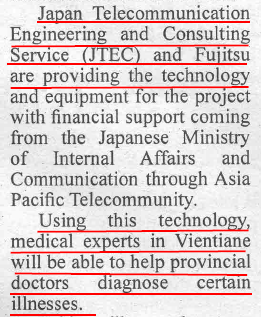 Japan Telecommunication
Engineering and Consulting
Service (JTEC) and Fujitsu
are providing the technology
and equipment for the project
with financial support coming
from the Japanese Ministry
of Internal Affairs and
Communication through Asia
Pacific Telecommunity.
Using this technology,
medical experts in Vientiane
will be able to help provincial
doctors diagnose certain
illnesses.